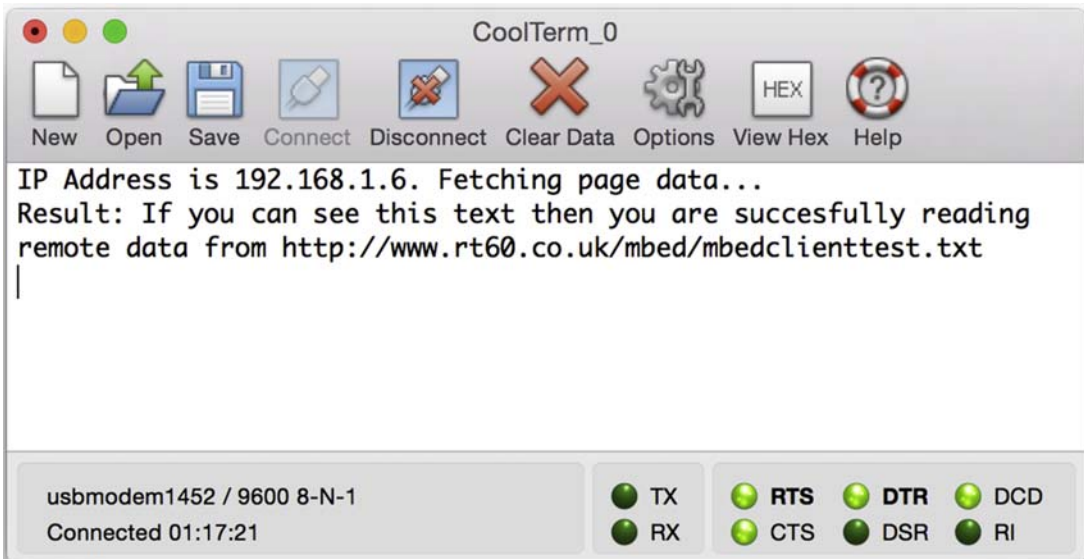 CoolTerm_0
New Open Save Connect Disconnect Clear Data Options View Hex Help
HEX
IP Address is 192.168.1.6. Fetching page data...
Result: If you can see this text then you are succesfully reading
remote data from http://www.rt60.co.uk/mbed/mbedclienttest.txt
usbmodem1452 / 9600 8-N-1
Connected 01:17:21
TX
RX
RTS DTR DCD
CTS DSR RI